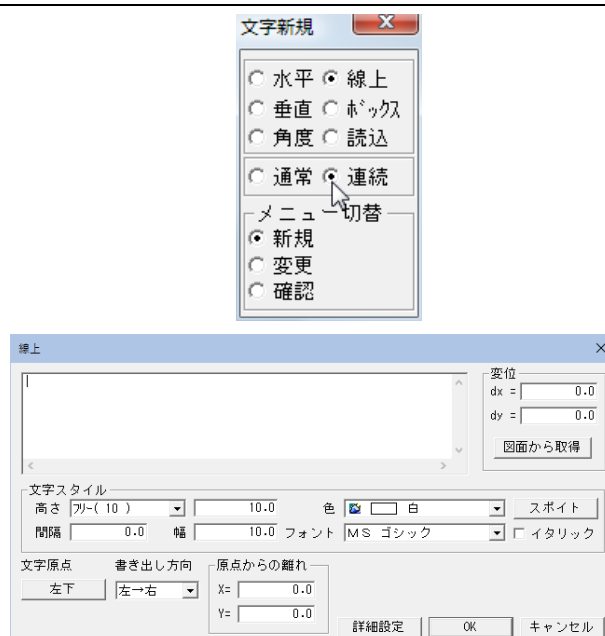 文字新規
水平 線上
垂直 ﾎﾞｯｸｽ
角度 読込
通常 連続
メニュー切替
新規
変更
確認
線上
変位
dx = 0.0
dy = 0.0
図面から取得
文字スタイル
高さ ﾌﾘｰ( 10 ) 10.0 色 白 スポイト
間隔 0.0 幅 10.0 フォント MS ゴシック イタリック
文字原点 書き出し方向 原点からの離れ
左下 左→右 X= 0.0
Y= 0.0
詳細設定 OK キャンセル